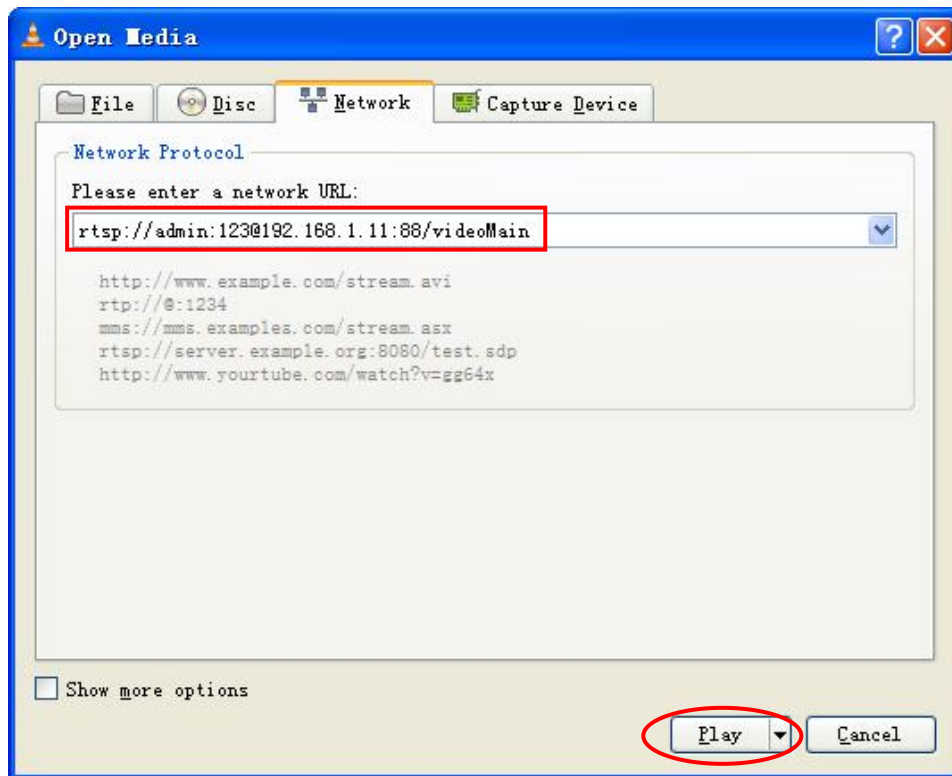 Open Media
File Disc Network Capture Device
Network Protocol
Please enter a network URL:
rtsp://admin:123@192.168.1.11:88/videoMain
http://www.example.com/stream.avi
rtp://@:1234
mms://mms.examples.com/stream.asx
rtsp://server.example.org:8080/test.sdp
http://www.yourtube.com/watch?v=gg64x
Show more options
Play Cancel